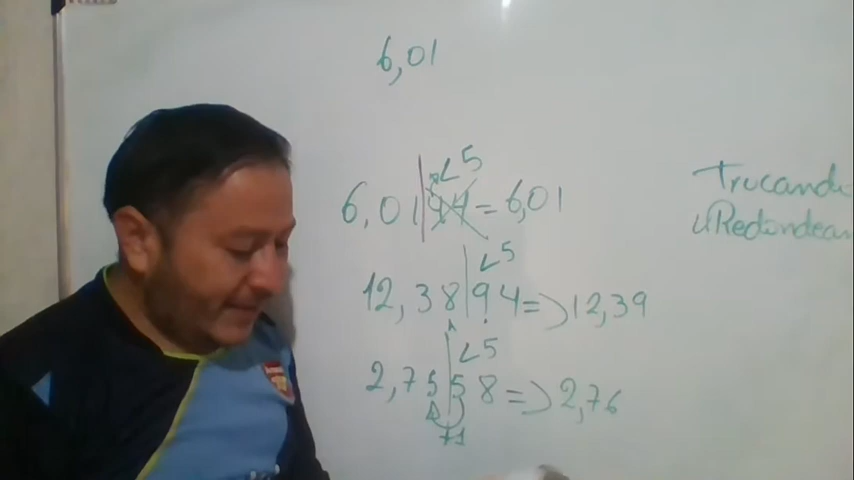 6,01
<5
6,01|94 = 6,01
Trucando
y Redondean
<5
12,38|94 => 12,39
<5
2,75|58 => 2,76
+1